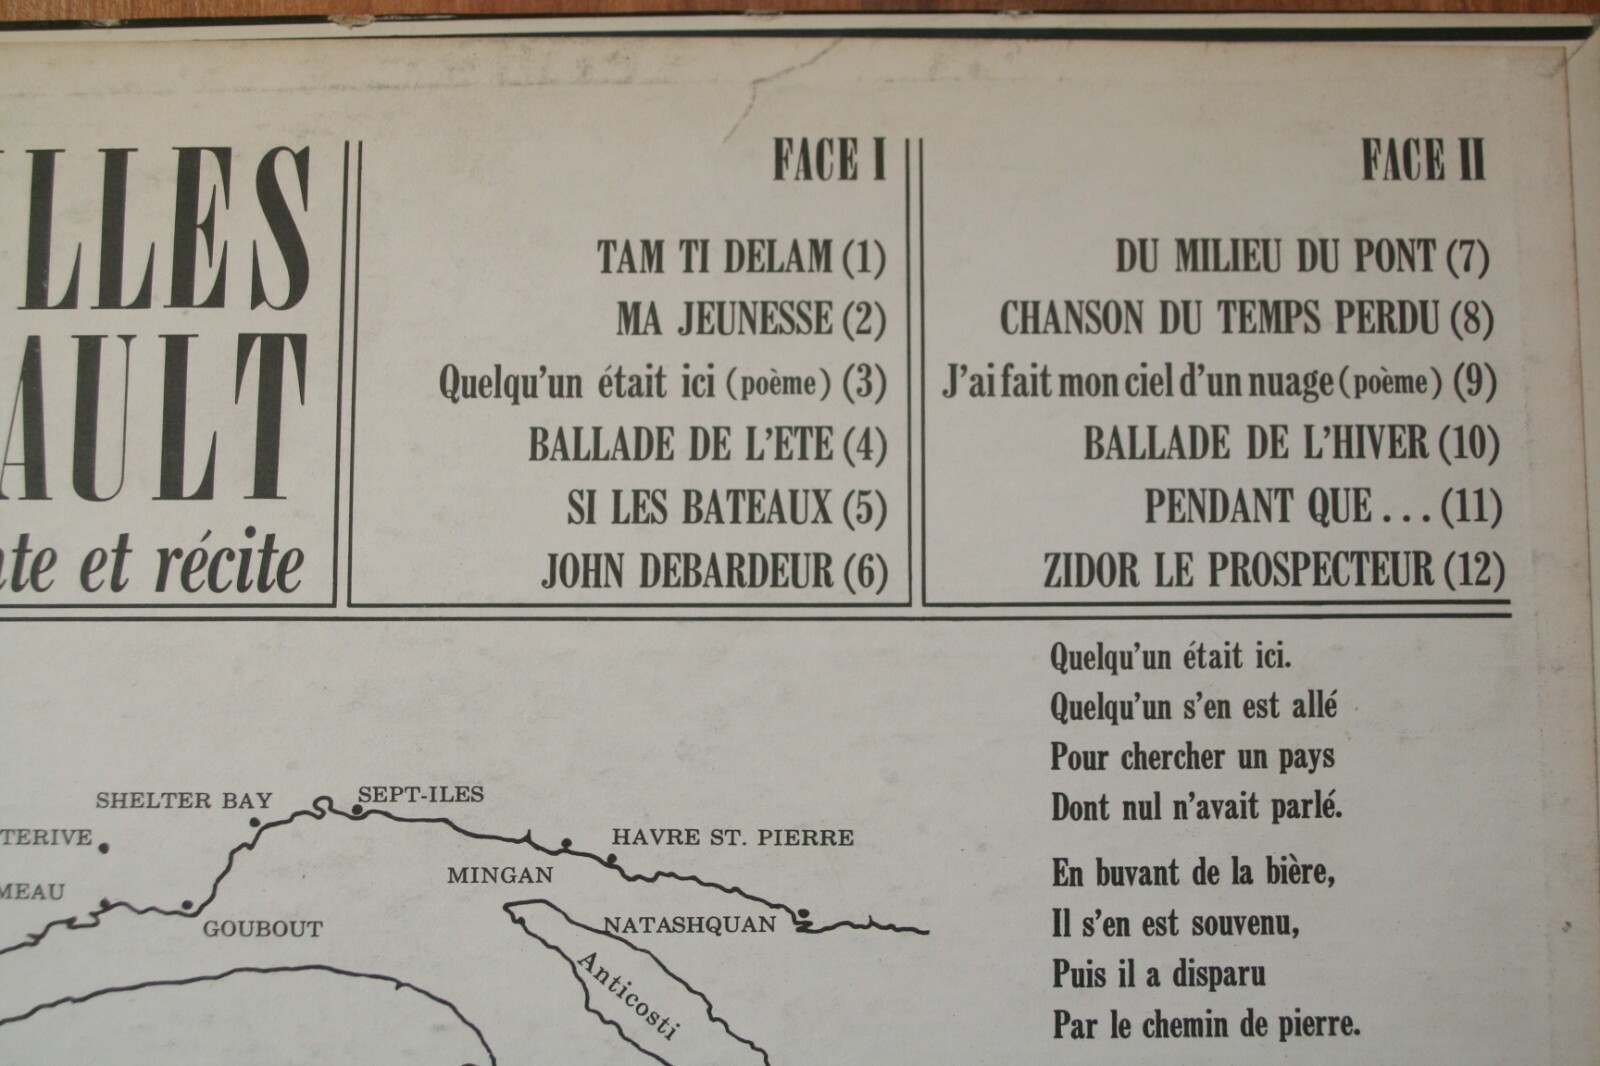 ILLES
AULT
nte et récite
FACE I
TAM TI DELAM (1)
MA JEUNESSE (2)
Quelqu'un était ici (poème) (3)
BALLADE DE L'ETE (4)
SI LES BATEAUX (5)
JOHN DEBARDEUR (6)
FACE II
DU MILIEU DU PONT (7)
CHANSON DU TEMPS PERDU (8)
J'ai fait mon ciel d'un nuage (poème) (9)
BALLADE DE L'HIVER (10)
PENDANT QUE... (11)
ZIDOR LE PROSPECTEUR (12)
SHELTER BAY
SEPT-ILES
TERIVE
HAVRE ST. PIERRE
MINGAN
MEAU
GOUBOUT
NATASHQUAN
Anticosti
Quelqu'un était ici.
Quelqu'un s'en est allé
Pour chercher un pays
Dont nul n'avait parlé.
En buvant de la bière,
Il s'en est souvenu,
Puis il a disparu
Par le chemin de pierre.